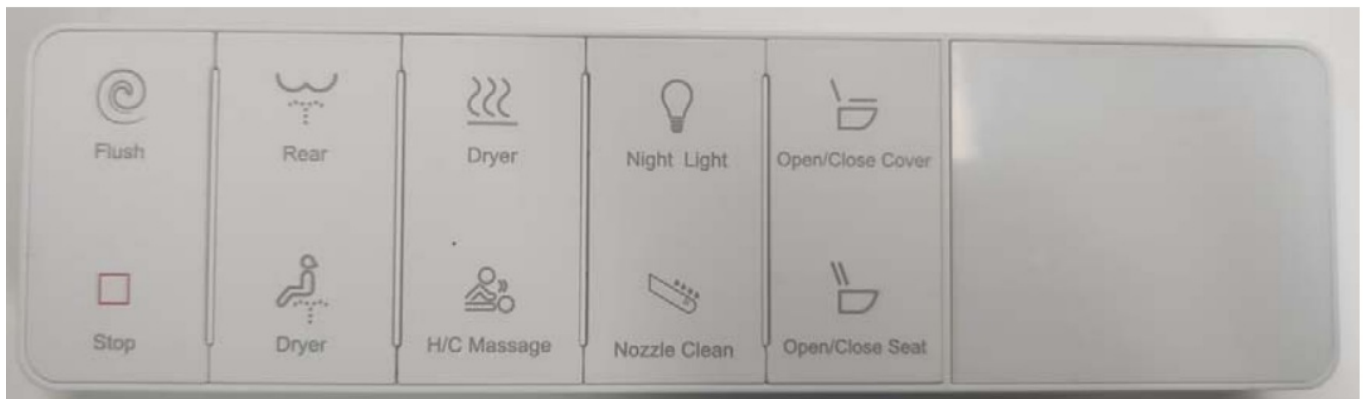 Flush
Rear
Dryer
Night Light
Open/Close Cover
Stop
Dryer
H/C Massage
Nozzle Clean
Open/Close Seat